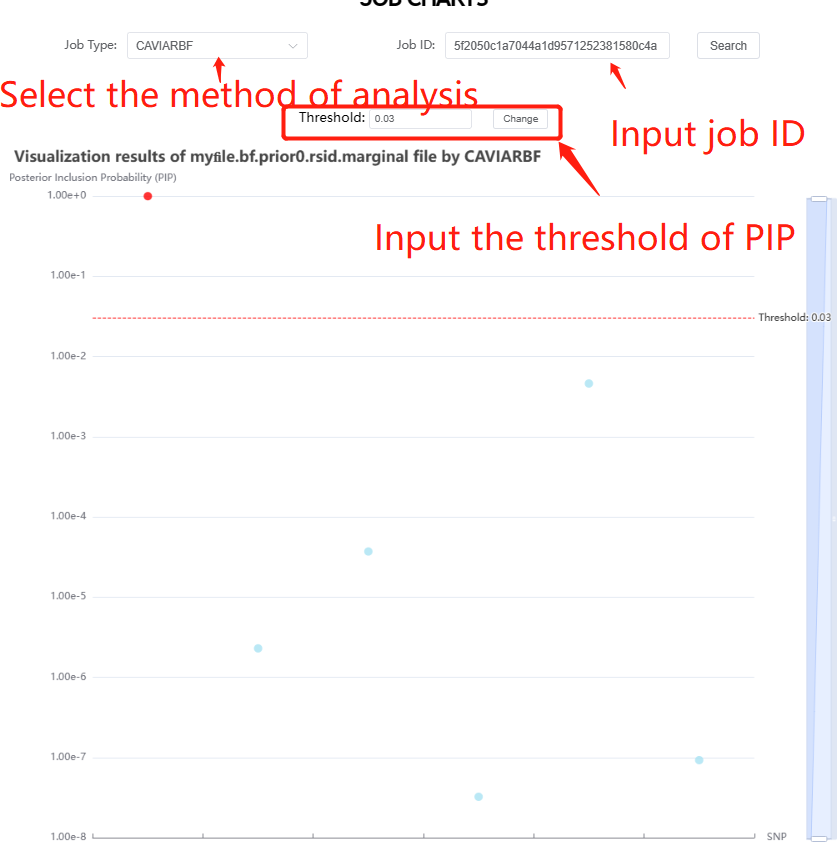 JOB CHARTS
Job Type: CAVIARBF Job ID: 5f2050c1a7044a1d9571252381580c4a Search
Select the method of analysis
Threshold: 0.03 Change
Input job ID
Visualization results of myfile.bf.prior0.rsid.marginal file by CAVIARBF
Posterior Inclusion Probability (PIP)
1.00e+0
Input the threshold of PIP
1.00e-1
Threshold: 0.03
1.00e-2
1.00e-3
1.00e-4
1.00e-5
1.00e-6
1.00e-7
1.00e-8 SNP